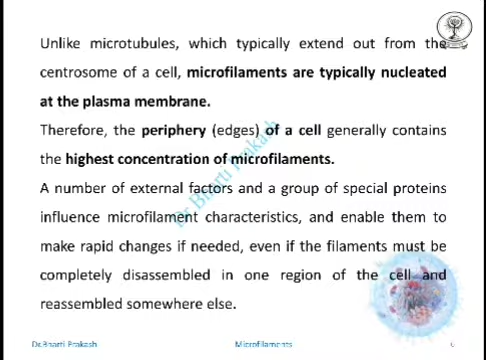 Unlike microtubules, which typically extend out from the
centrosome of a cell, microfilaments are typically nucleated
at the plasma membrane.
Therefore, the periphery (edges) of a cell generally contains
the highest concentration of microfilaments.
A number of external factors and a group of special proteins
influence microfilament characteristics, and enable them to
make rapid changes if needed, even if the filaments must be
completely disassembled in one region of the cell and
reassembled somewhere else.
Dr.Bharti Prakash
Dr.Bharti Prakash Microfilaments